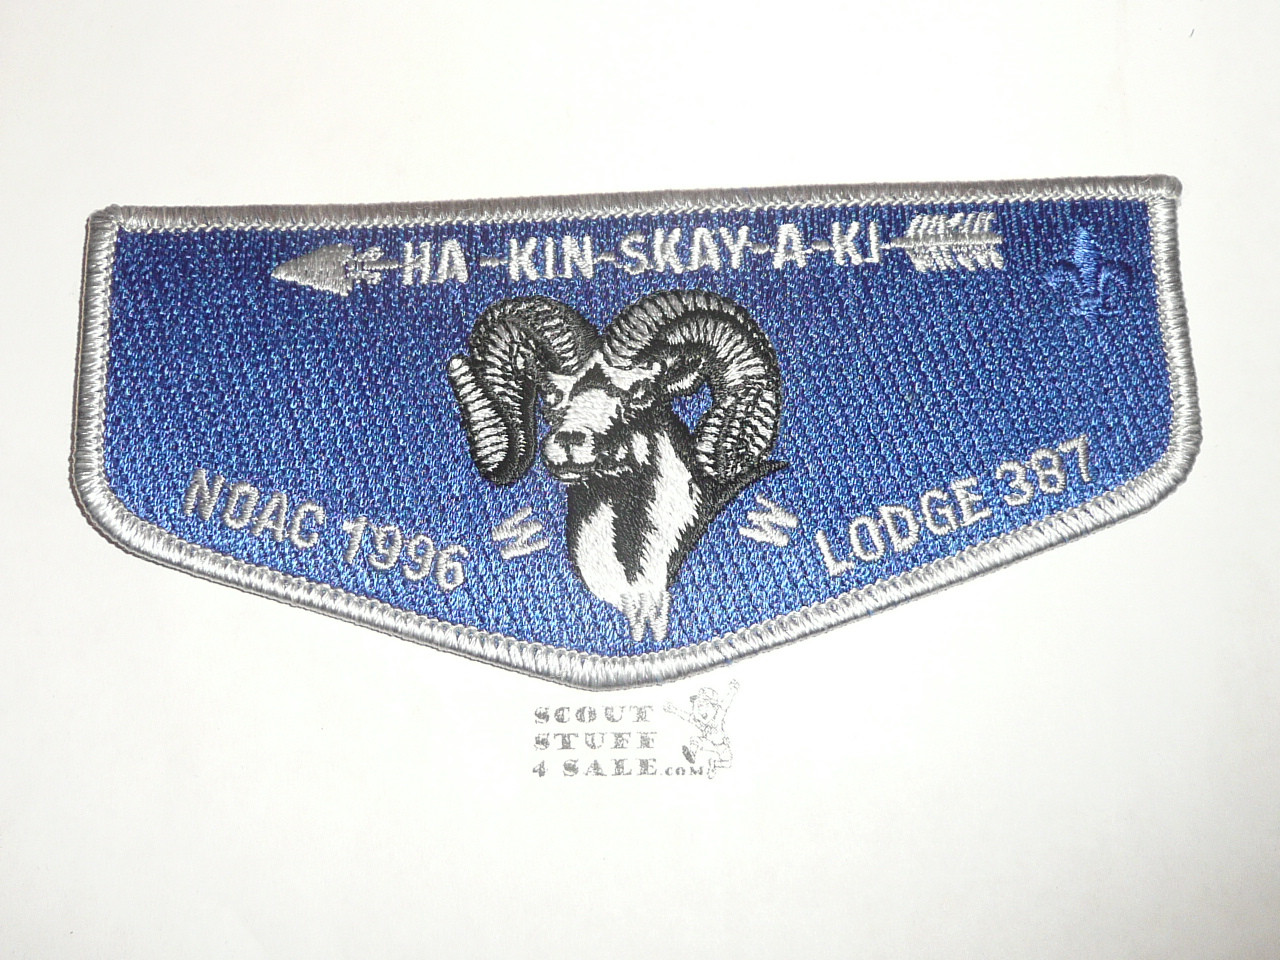 HA-KIN-SKAY-A-KI
NOAC 1996
W W W
LODGE 387
SCOUT
STUFF
4 SALE.COM